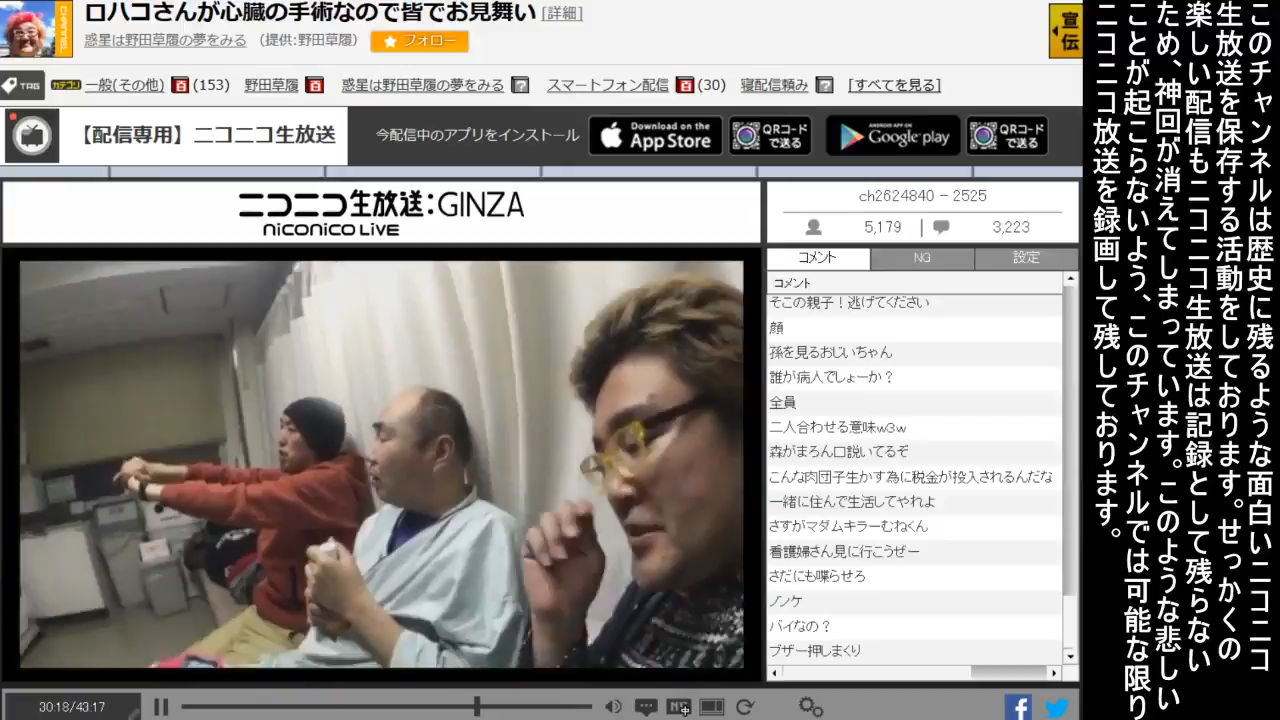 ロハコさんが心臓の手術なので皆でお見舞い [詳細]
CHANNEL
惑星は野田草履の夢をみる （提供:野田草履） フォロー
宣伝
TAG カテゴリ 一般(その他) (153) 野田草履 惑星は野田草履の夢をみる ? スマートフォン配信 (30) 寝配信頼み ? [すべてを見る]
【配信専用】ニコニコ生放送
今配信中のアプリをインストール
Download on the App Store
QRコードで送る
ANDROID APP ON Google play
QRコードで送る
ニコニコ生放送:GINZA
niconico LIVE
ch2624840 - 2525
5,179 | 3,223
コメント NG 設定
コメント
そこの親子！逃げてください
顔
孫を見るおじいちゃん
誰が病人でしょーか？
全員
二人合わせる意味w3w
森がまろん口説いてるぞ
こんな肉団子生かす為に税金が投入されるんだな
一緒に住んで生活してやれよ
さすがマダムキラーむねくん
看護婦さん見に行こうぜー
さだにも喋らせろ
ノンケ
バイなの？
ブザー押しまくり
30:18/43:17
このチャンネルは歴史に残るような面白いニコニコ
生放送を保存する活動をしております。せっかくの
楽しい配信もニコニコ生放送は記録として残らない
ため、神回が消えてしまっています。このような悲しい
ことが起こらないよう、このチャンネルでは可能な限り
ニコニコ放送を録画して残しております。